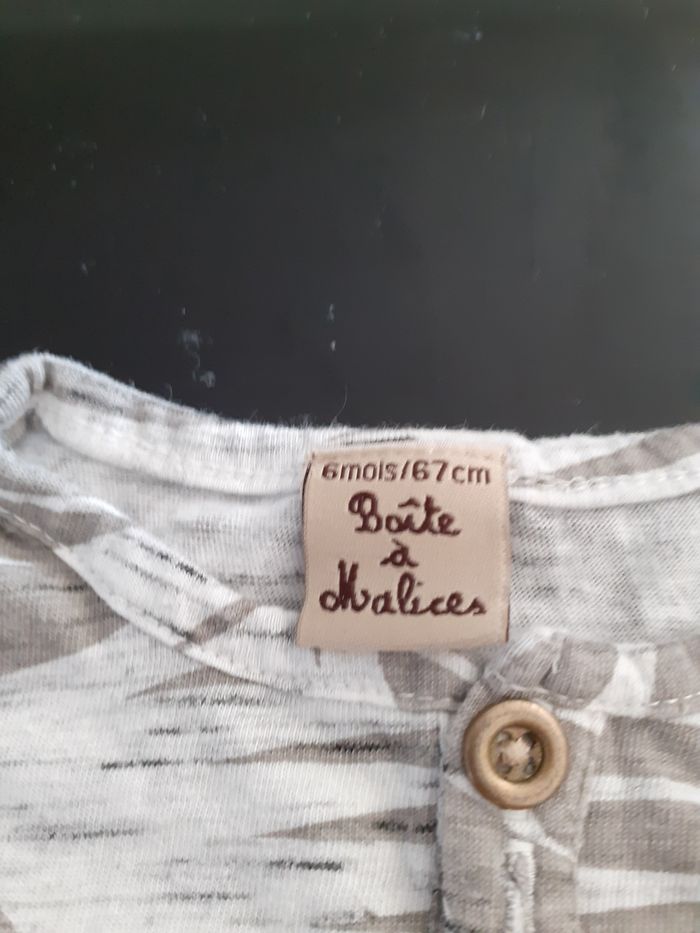 6mois/67cm
Boîte
à
Malices